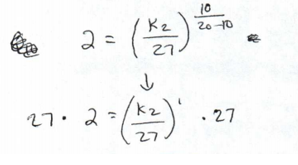 2 = (K2/27)^(10/(20-10))
↓
27 · 2 = (K2/27)^1 · 27